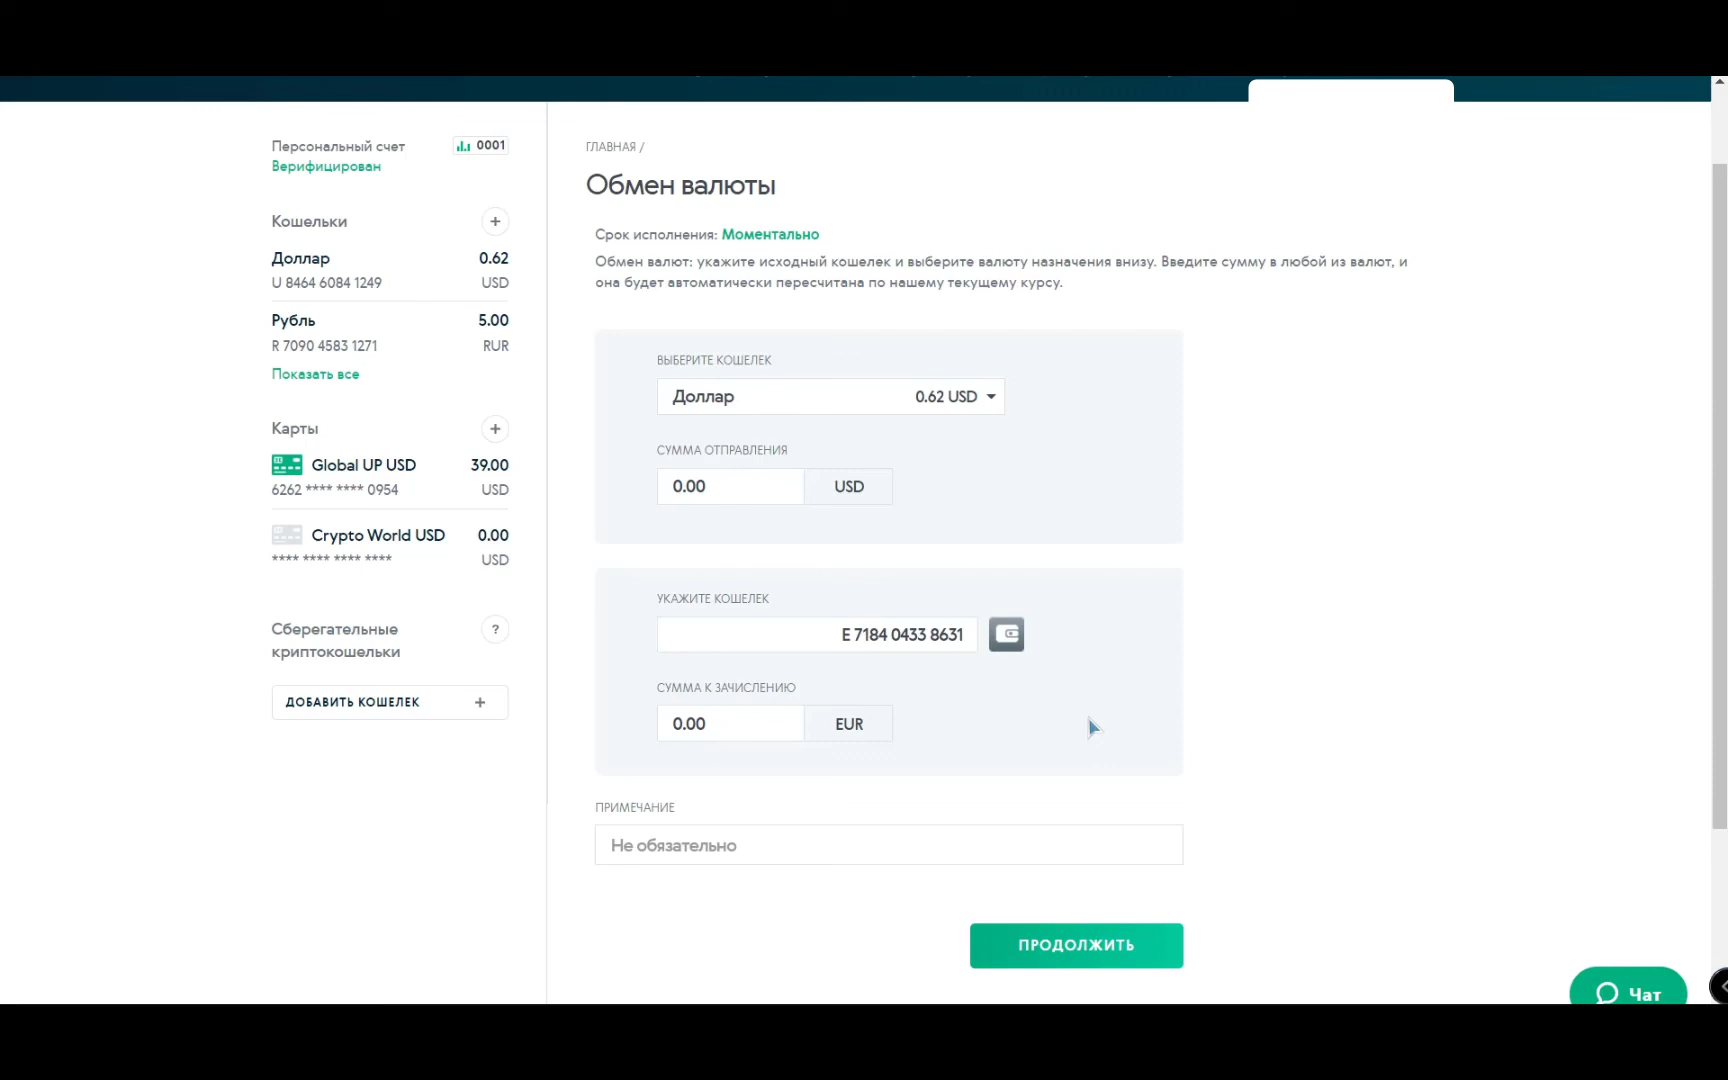 Персональный счет
0001
Верифицирован
Кошельки
+
Доллар 0.62
U 8464 6084 1249 USD
Рубль 5.00
R 7090 4583 1271 RUR
Показать все
Карты
+
Global UP USD 39.00
6262 **** **** 0954 USD
Crypto World USD 0.00
**** **** **** **** USD
Сберегательные
криптокошельки
?
ДОБАВИТЬ КОШЕЛЕК +
ГЛАВНАЯ /
Обмен валюты
Срок исполнения: Моментально
Обмен валют: укажите исходный кошелек и выберите валюту назначения внизу. Введите сумму в любой из валют, и
она будет автоматически пересчитана по нашему текущему курсу.
ВЫБЕРИТЕ КОШЕЛЕК
Доллар 0.62 USD
СУММА ОТПРАВЛЕНИЯ
0.00 USD
УКАЖИТЕ КОШЕЛЕК
E 7184 0433 8631
СУММА К ЗАЧИСЛЕНИЮ
0.00 EUR
ПРИМЕЧАНИЕ
Не обязательно
ПРОДОЛЖИТЬ
Чат